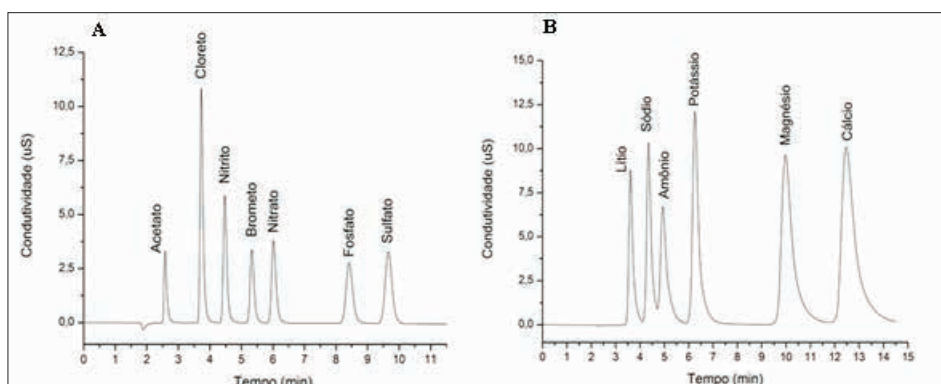 A
Condutividade (uS)
12,5
10,0
7,5
5,0
2,5
0,0
Acetato
Cloreto
Nitrito
Brometo
Nitrato
Fosfato
Sulfato
0 1 2 3 4 5 6 7 8 9 10 11
Tempo (min)
B
Condutividade (uS)
15,0
12,5
10,0
7,5
5,0
2,5
0,0
Lítio
Sódio
Amônio
Potássio
Magnésio
Cálcio
0 1 2 3 4 5 6 7 8 9 10 11 12 13 14 15
Tempo (min)